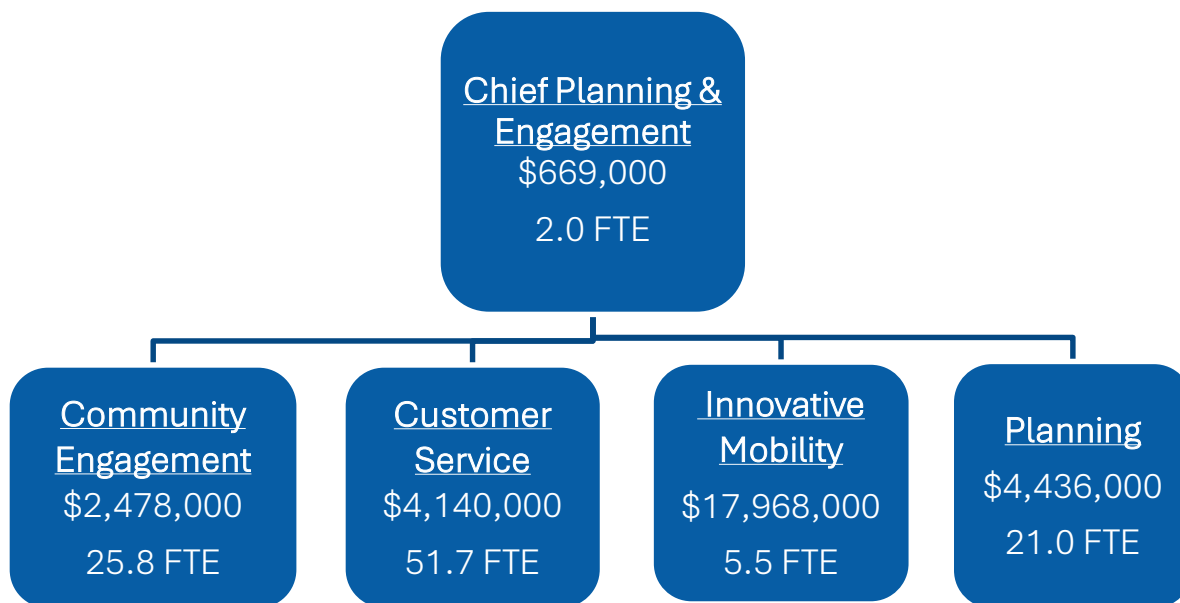 Chief Planning &
Engagement
$669,000
2.0 FTE
Community
Engagement
$2,478,000
25.8 FTE
Customer
Service
$4,140,000
51.7 FTE
Innovative
Mobility
$17,968,000
5.5 FTE
Planning
$4,436,000
21.0 FTE